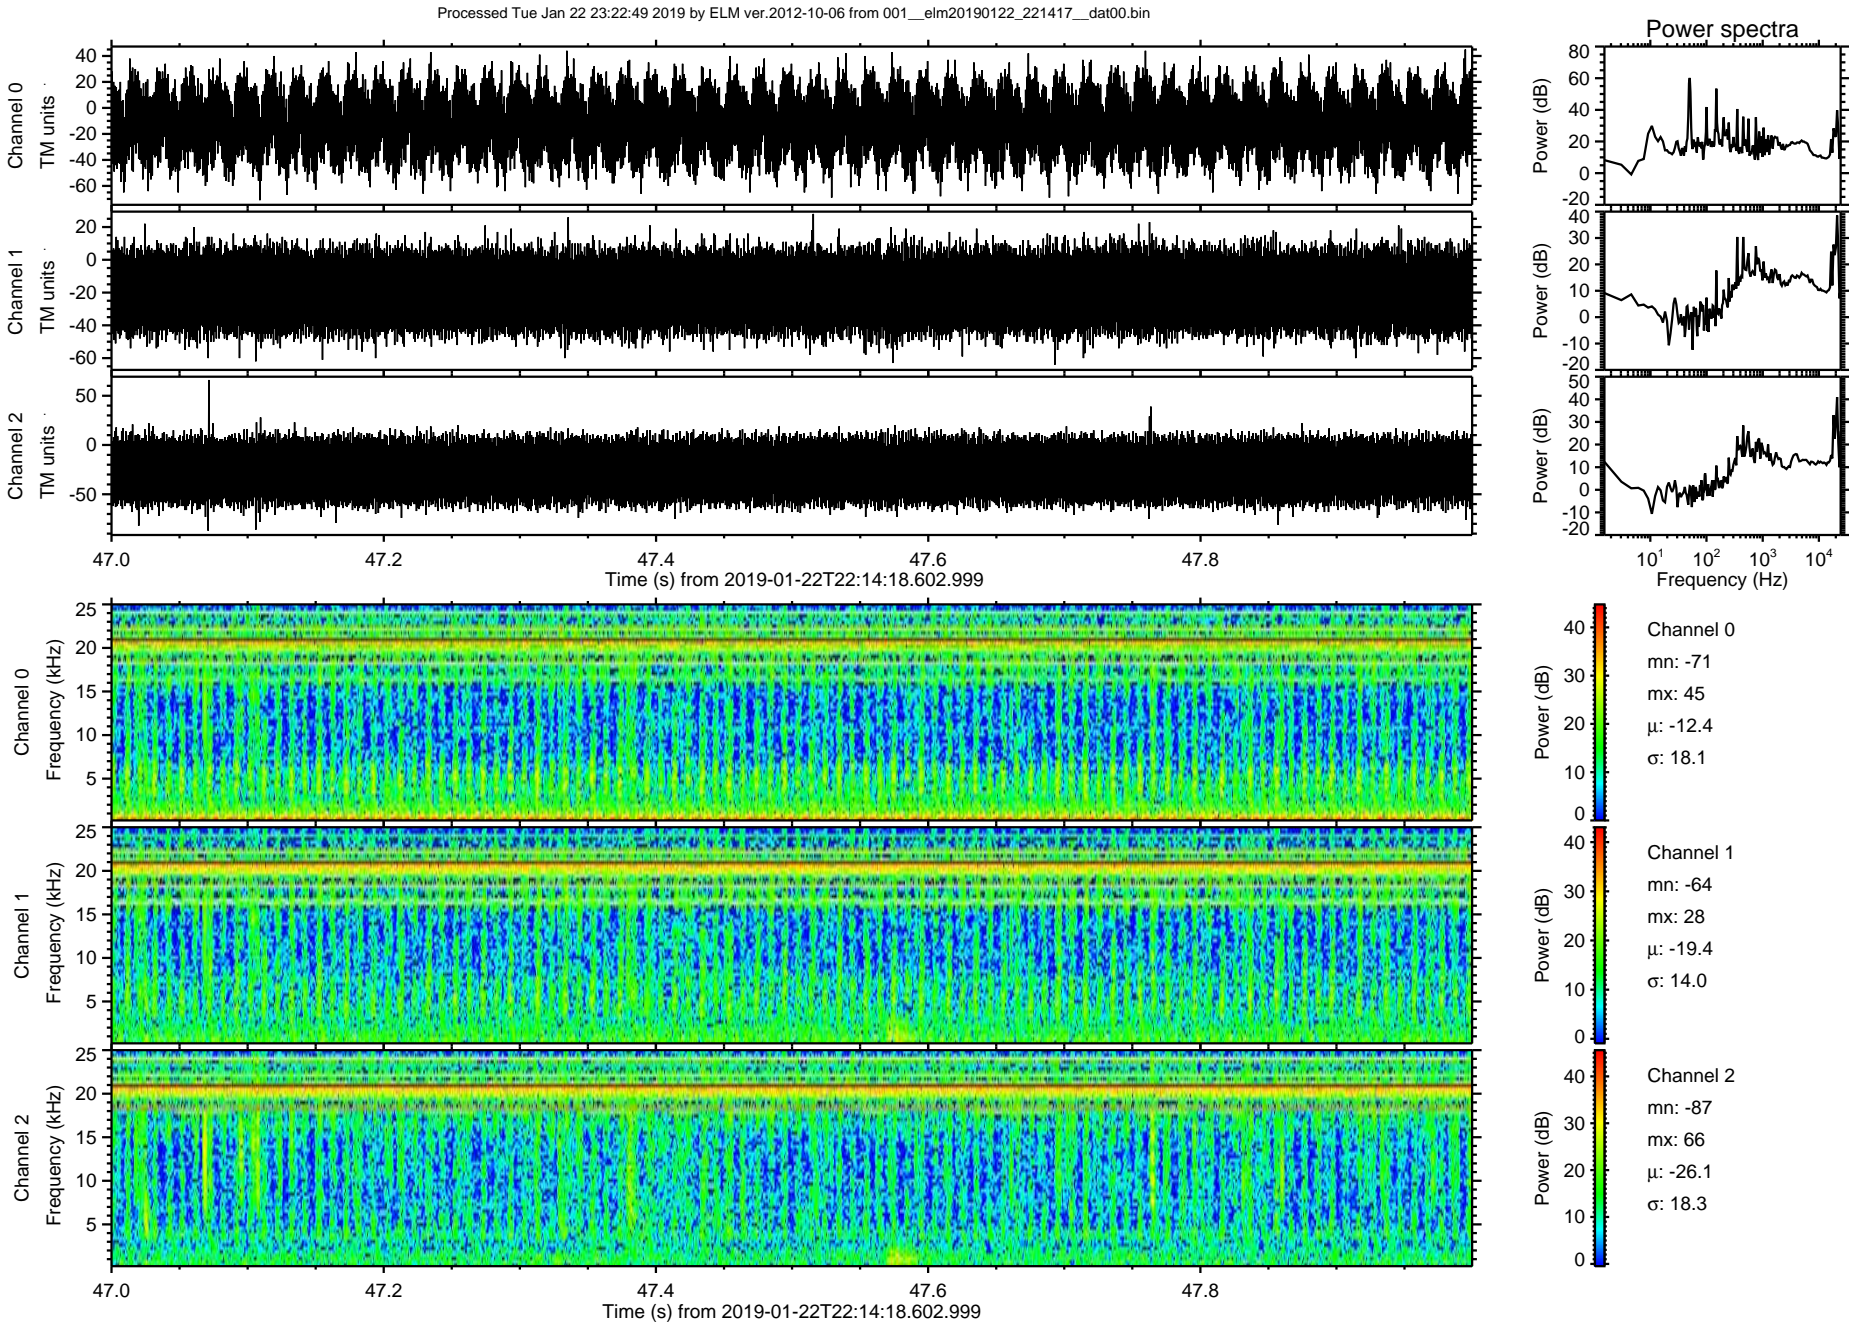 Processed Tue Jan 22 23:22:49 2019 by ELM ver.2012-10-06 from 001__elm20190122_221417__dat00.bin
Power spectra
Channel 0
TM units
40
20
0
-20
-40
-60
Power (dB)
80
60
40
20
0
-20
Channel 1
TM units
20
0
-20
-40
-60
Power (dB)
40
30
20
10
0
-10
-20
Channel 2
TM units
50
0
-50
Power (dB)
50
40
30
20
10
0
-10
-20
47.0 47.2 47.4 47.6 47.8
Time (s) from 2019-01-22T22:14:18.602.999
10^1 10^2 10^3 10^4
Frequency (Hz)
Channel 0
Frequency (kHz)
25
20
15
10
5
Power (dB)
40
30
20
10
0
Channel 0
mn: -71
mx: 45
μ: -12.4
σ: 18.1
Channel 1
Frequency (kHz)
25
20
15
10
5
Power (dB)
40
30
20
10
0
Channel 1
mn: -64
mx: 28
μ: -19.4
σ: 14.0
Channel 2
Frequency (kHz)
25
20
15
10
5
Power (dB)
40
30
20
10
0
Channel 2
mn: -87
mx: 66
μ: -26.1
σ: 18.3
47.0 47.2 47.4 47.6 47.8
Time (s) from 2019-01-22T22:14:18.602.999